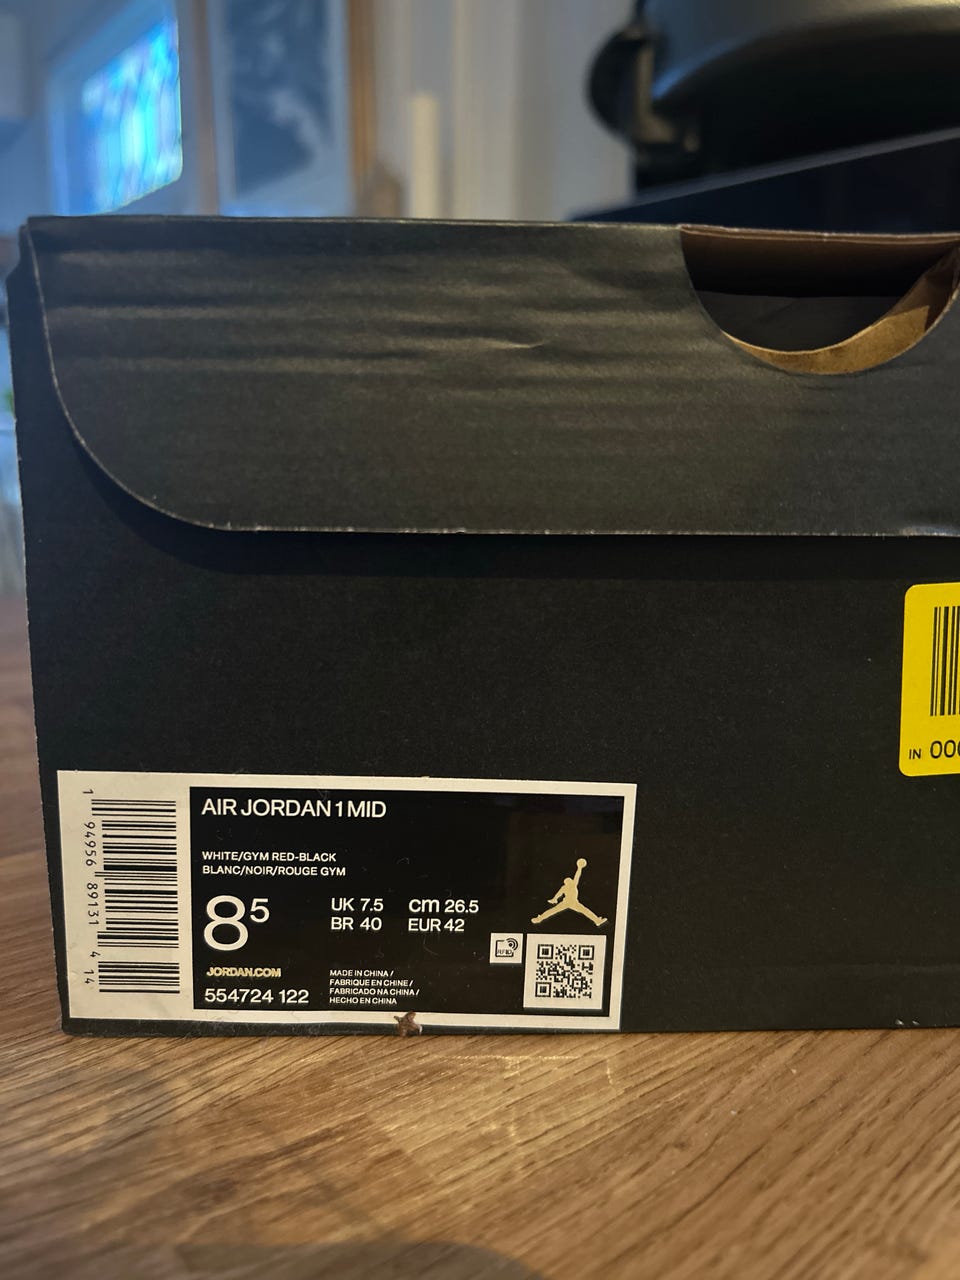 IN 000
1 94956 89131 4 14
AIR JORDAN 1 MID
WHITE/GYM RED-BLACK
BLANC/NOIR/ROUGE GYM
8⁵
UK 7.5 cm 26.5
BR 40 EUR 42
RFID
JORDAN.COM
554724 122
MADE IN CHINA /
FABRIQUE EN CHINE /
FABRICADO NA CHINA /
HECHO EN CHINA